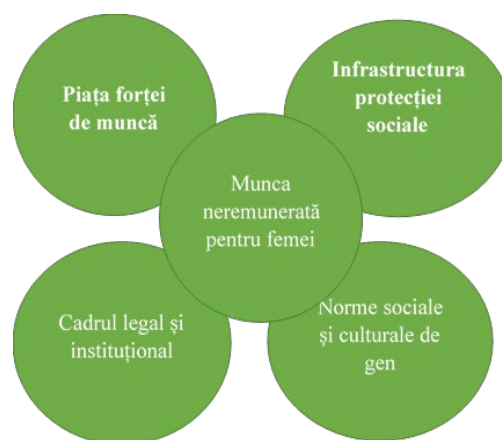 Piața forței
de muncă
Infrastructura
protecției
sociale
Munca
neremunerată
pentru femei
Cadrul legal și
instituțional
Norme sociale
și culturale de
gen